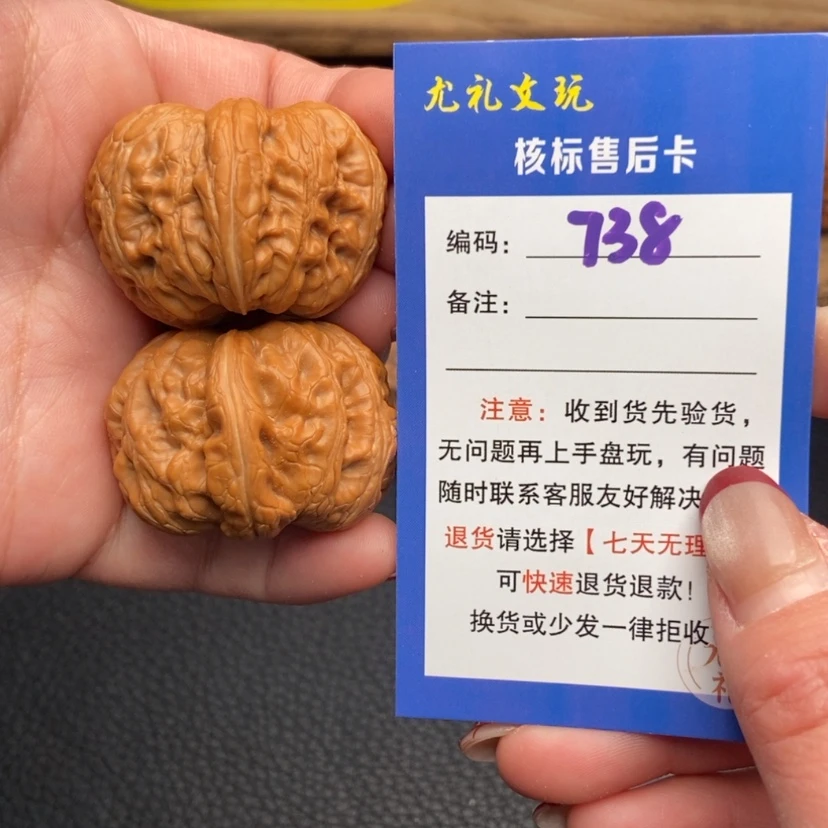 尤礼文玩
核标售后卡
编码： 738
备注：
注意：收到货先验货，
无问题再上手盘玩，有问题
随时联系客服友好解决
退货请选择【七天无理
可快速退货退款！
换货或少发一律拒收